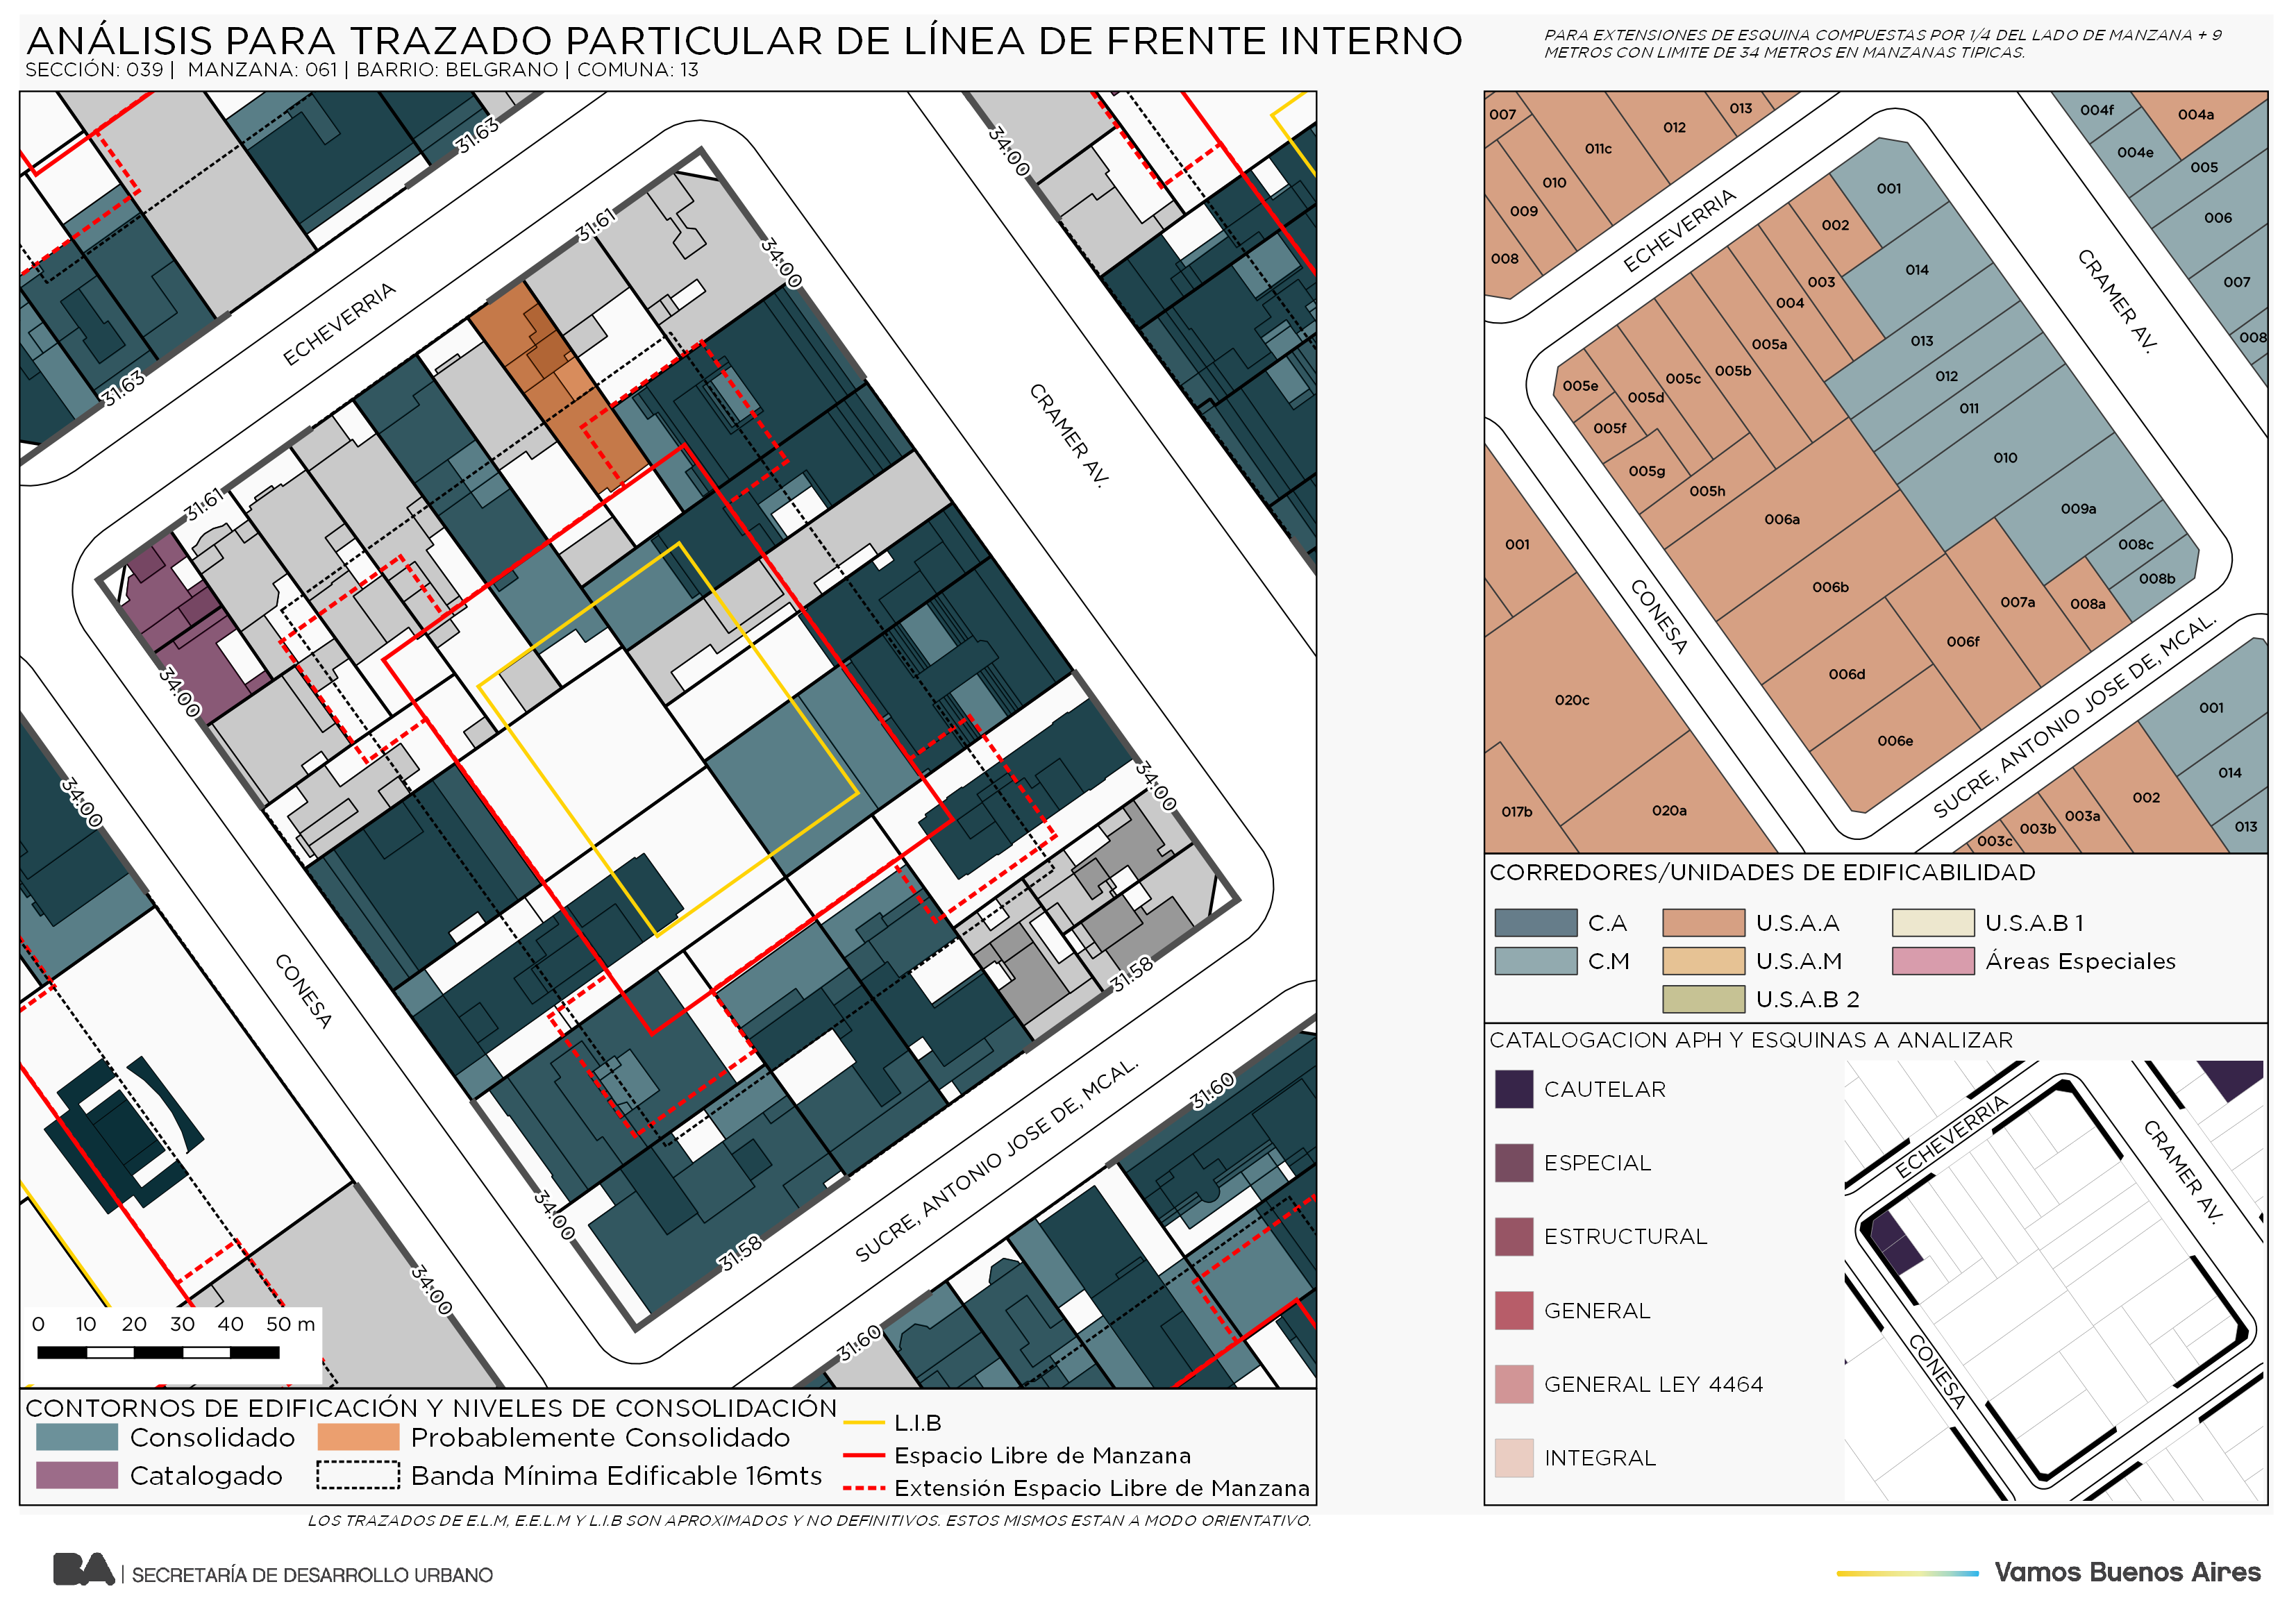 ANÁLISIS PARA TRAZADO PARTICULAR DE LÍNEA DE FRENTE INTERNO
SECCIÓN: 039 | MANZANA: 061 | BARRIO: BELGRANO | COMUNA: 13
PARA EXTENSIONES DE ESQUINA COMPUESTAS POR 1/4 DEL LADO DE MANZANA + 9
METROS CON LIMITE DE 34 METROS EN MANZANAS TIPICAS.
31.63
34.00
31.61
34.00
ECHEVERRIA
31.63
CRAMER AV.
31.61
34.00
34.00
34.00
CONESA
31.58
34.00
31.58
SUCRE, ANTONIO JOSE DE, MCAL.
31.60
34.00
31.60
0 10 20 30 40 50 m
CONTORNOS DE EDIFICACIÓN Y NIVELES DE CONSOLIDACIÓN
Consolidado
Probablemente Consolidado
Catalogado
Banda Mínima Edificable 16mts
L.I.B
Espacio Libre de Manzana
Extensión Espacio Libre de Manzana
LOS TRAZADOS DE E.L.M, E.E.L.M Y L.I.B SON APROXIMADOS Y NO DEFINITIVOS. ESTOS MISMOS ESTAN A MODO ORIENTATIVO.
007
011c
012
013
004f
004a
004e
005
010
009
008
ECHEVERRIA
001
002
014
003
004
006
007
008
CRAMER AV.
005a
013
012
011
005b
005c
005d
005e
005f
005g
005h
010
009a
006a
008c
008b
001
006b
007a
008a
CONESA
006f
006d
006e
020c
017b
020a
SUCRE, ANTONIO JOSE DE, MCAL.
001
014
013
002
003a
003b
003c
CORREDORES/UNIDADES DE EDIFICABILIDAD
C.A
U.S.A.A
U.S.A.B 1
C.M
U.S.A.M
Áreas Especiales
U.S.A.B 2
CATALOGACION APH Y ESQUINAS A ANALIZAR
CAUTELAR
ESPECIAL
ESTRUCTURAL
GENERAL
GENERAL LEY 4464
INTEGRAL
ECHEVERRIA
CRAMER AV.
CONESA
BA | SECRETARÍA DE DESARROLLO URBANO
Vamos Buenos Aires